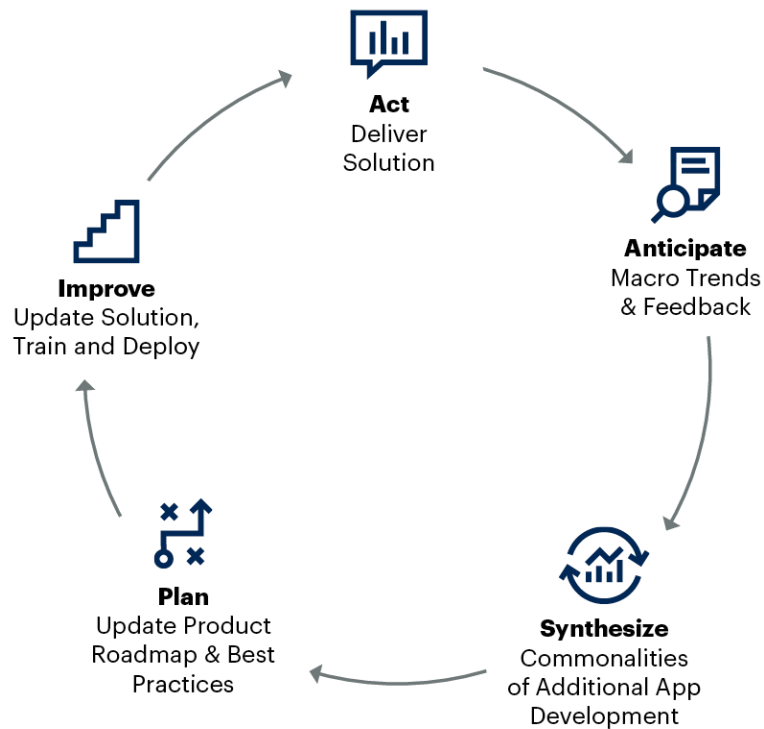 Act
Deliver
Solution
Anticipate
Macro Trends
& Feedback
Synthesize
Commonalities
of Additional App
Development
Plan
Update Product
Roadmap & Best
Practices
Improve
Update Solution,
Train and Deploy